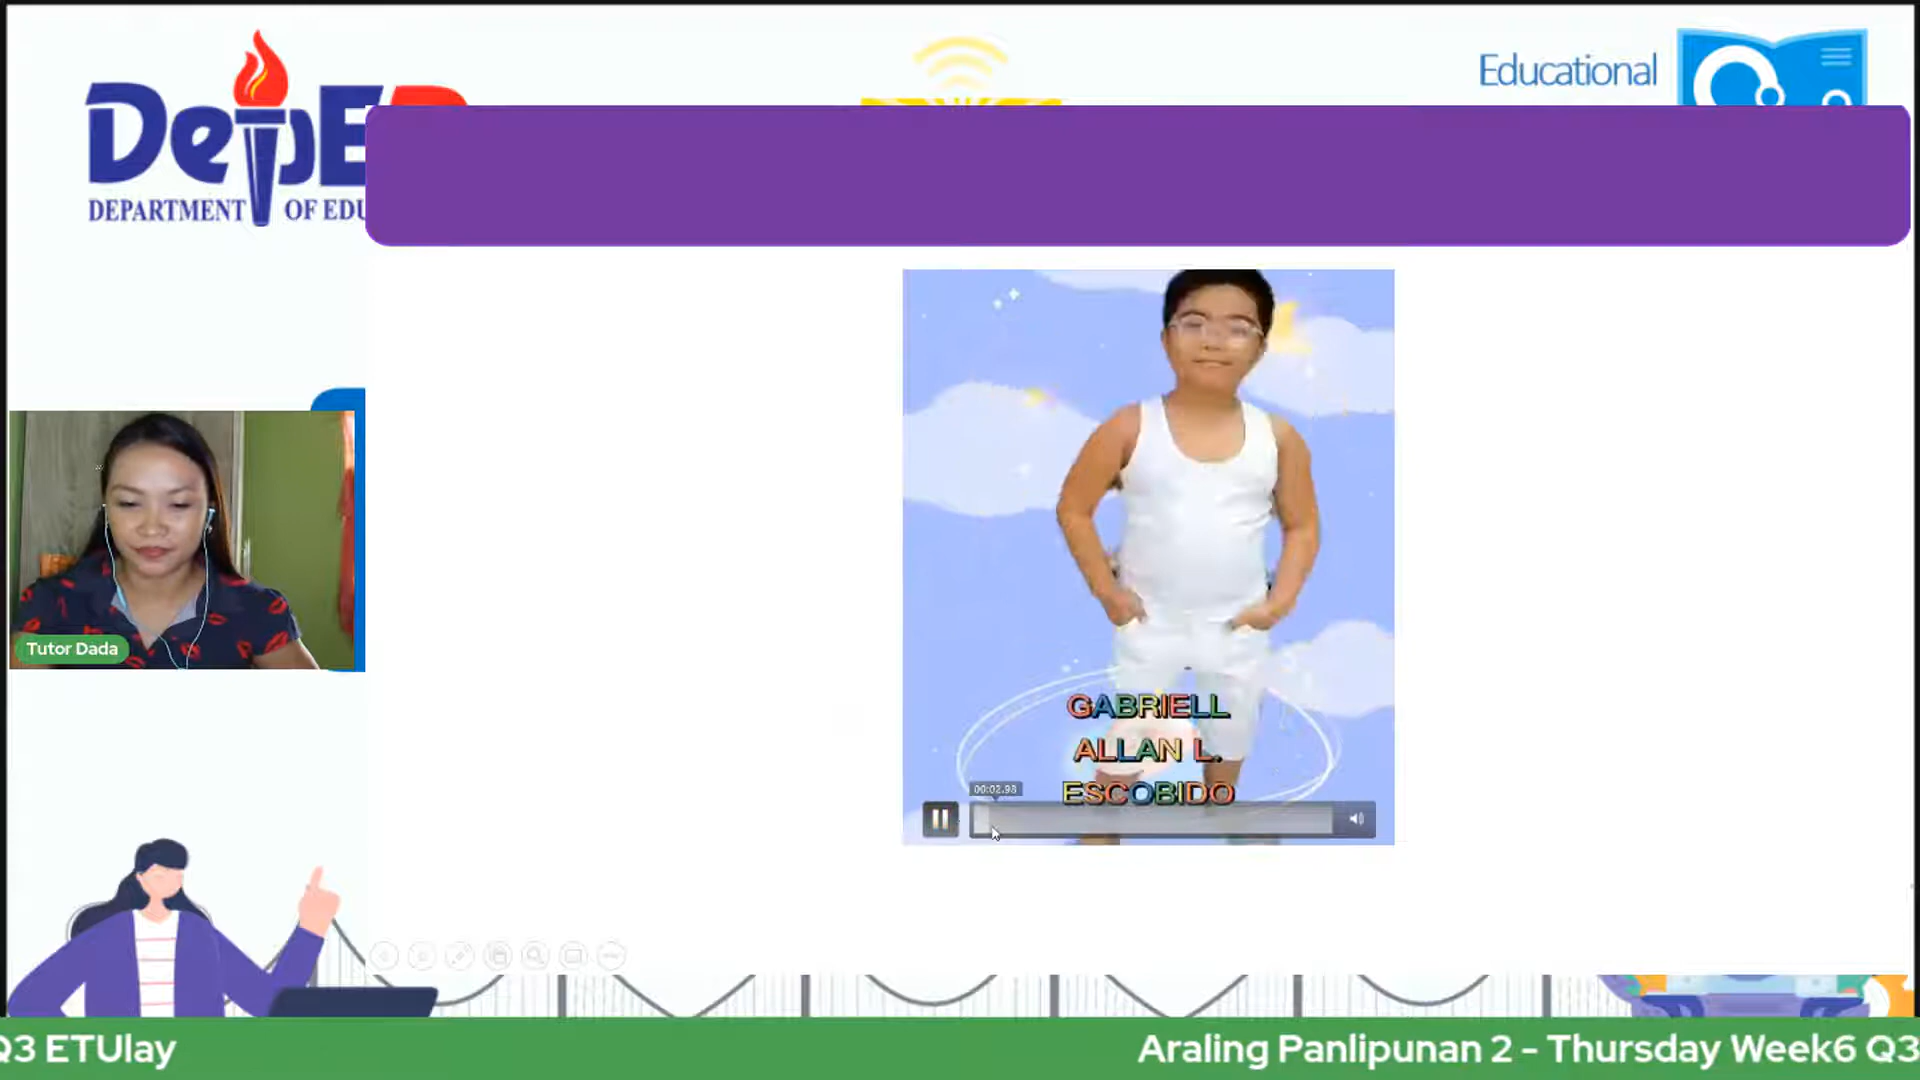 DepE
DEPARTMENT OF EDU
Educational
Tutor Dada
GABRIELL
ALLAN L.
ESCOBIDO
00:02.98
Q3 ETUlay
Araling Panlipunan 2 - Thursday Week6 Q3